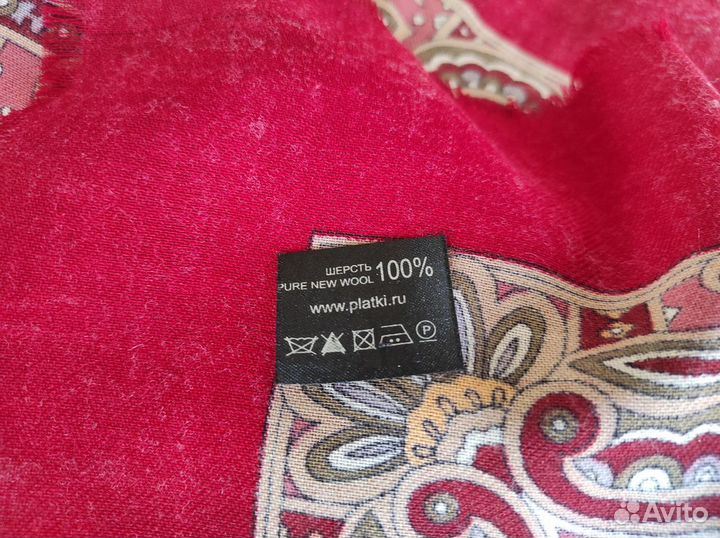 ШЕРСТЬ 100%
PURE NEW WOOL
www.platki.ru
P
Avito